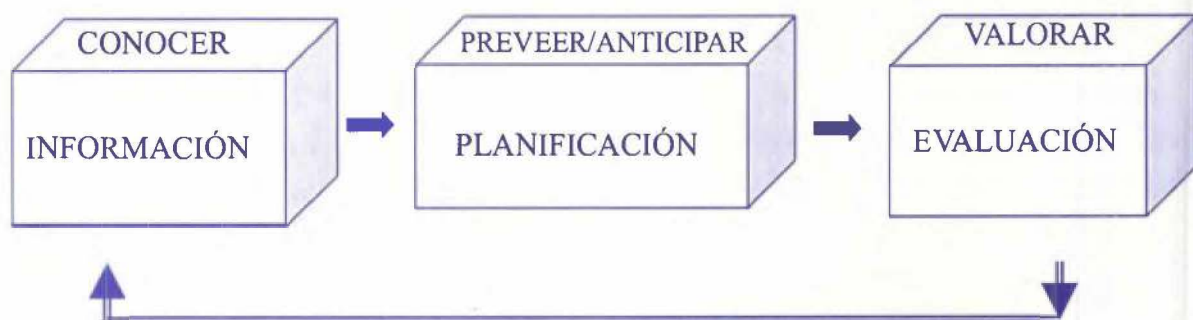 CONOCER
INFORMACIÓN
PREVEER/ANTICIPAR
PLANIFICACIÓN
VALORAR
EVALUACIÓN